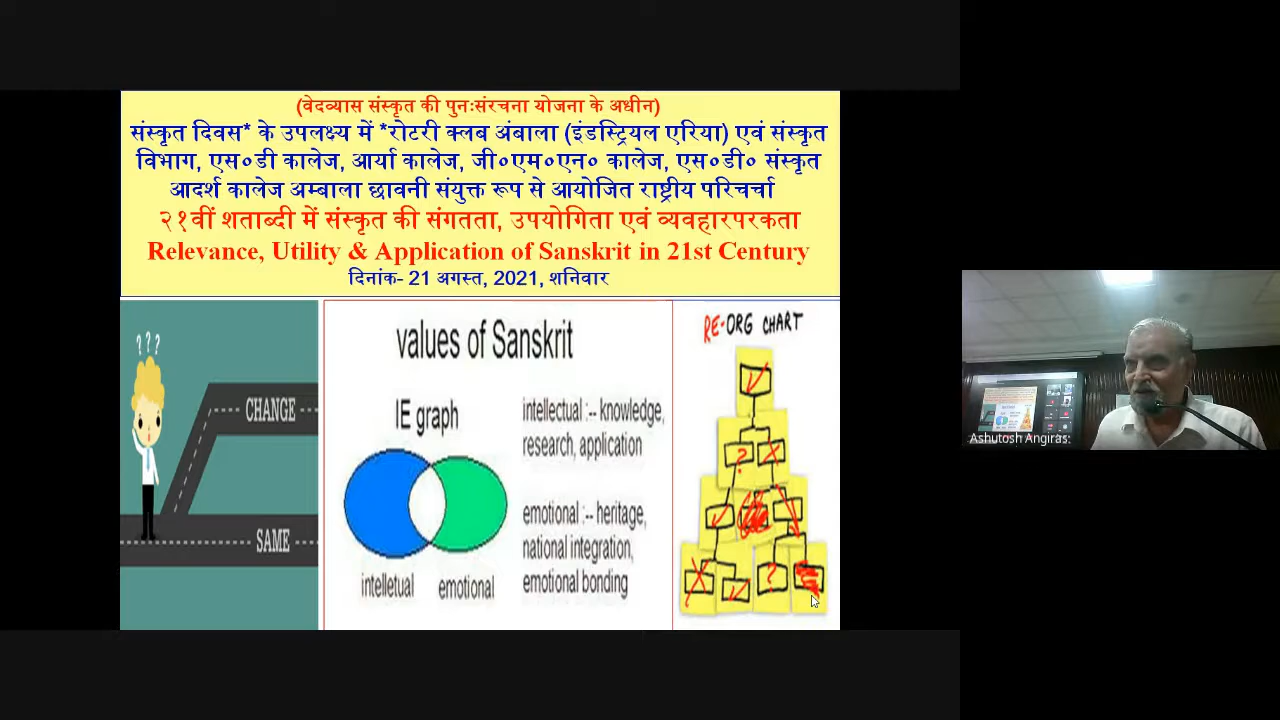 (वेदव्यास संस्कृत की पुनःसंरचना योजना के अधीन)
संस्कृत दिवस* के उपलक्ष्य में *रोटरी क्लब अंबाला (इंडस्ट्रियल एरिया) एवं संस्कृत
विभाग, एस०डी कालेज, आर्या कालेज, जी०एम०एन० कालेज, एस०डी० संस्कृत
आदर्श कालेज अम्बाला छावनी संयुक्त रूप से आयोजित राष्ट्रीय परिचर्चा
२१वीं शताब्दी में संस्कृत की संगतता, उपयोगिता एवं व्यवहारपरकता
Relevance, Utility & Application of Sanskrit in 21st Century
दिनांक- 21 अगस्त, 2021, शनिवार
? ? ?
CHANGE
SAME
values of Sanskrit
IE graph
intellectual :-- knowledge,
research, application
emotional :-- heritage,
national integration,
emotional bonding
intelletual
emotional
RE-ORG CHART
?
?
Ashutosh Angiras: